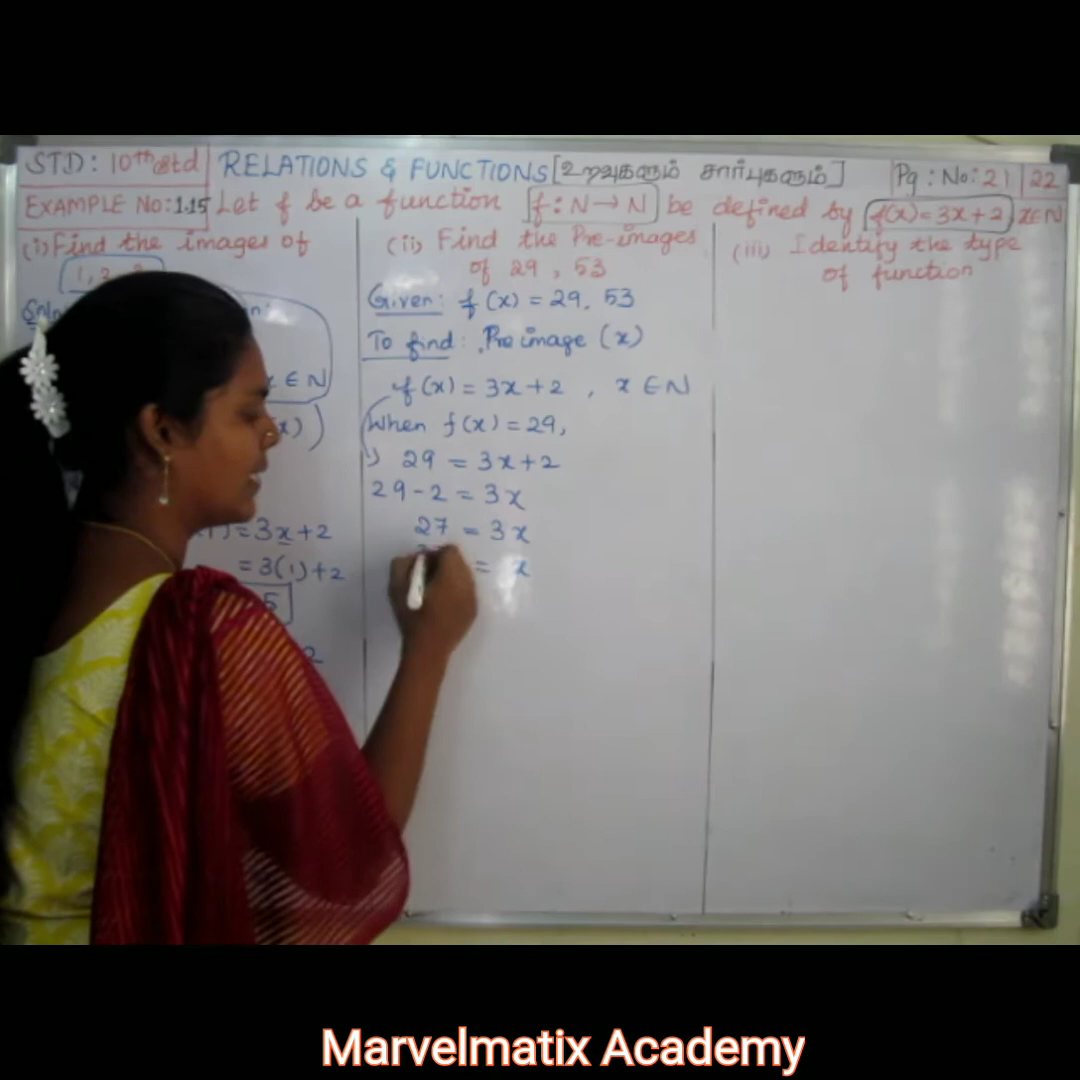 STD: 10th std RELATIONS & FUNCTIONS [உறவுகளும் சார்புகளும்] Pg: No: 21 | 22
EXAMPLE No: 1.15 Let f be a function f: N → N be defined by f(x) = 3x+2, x∈N
(i) Find the images of
1, 2, 3
(ii) Find the Pre-images
of 29, 53
Given: f(x) = 29, 53
To find: Pre image (x)
f(x) = 3x+2, x ∈ N
When f(x) = 29,
29 = 3x+2
29-2 = 3x
27 = 3x
= x
(iii) Identify the type
of function
x ∈ N
= 3x+2
= 3(1)+2
5
2
Marvelmatix Academy